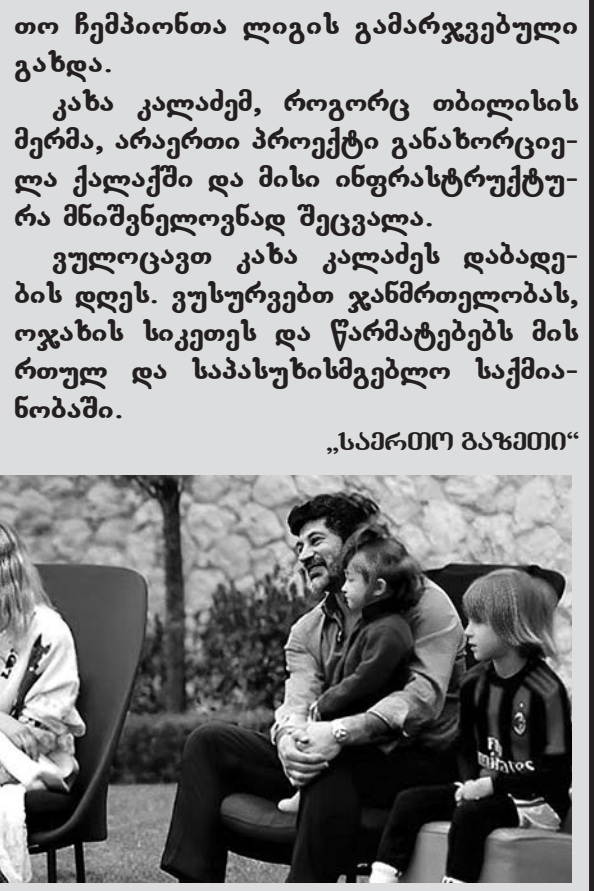 თო ჩემპიონთა ლიგის გამარჯვებული
გახდა.
კახა კალაძემ, როგორც თბილისის
მერმა, არაერთი პროექტი განახორციე-
ლა ქალაქში და მისი ინფრასტრუქტუ-
რა მნიშვნელოვნად შეცვალა.
ვულოცავთ კახა კალაძეს დაბადე-
ბის დღეს. ვუსურვებთ ჯანმრთელობას,
ოჯახის სიკეთეს და წარმატებებს მის
რთულ და საპასუხისმგებლო საქმია-
ნობაში.
„საერთო გაზეთი“
Fly
Emirates